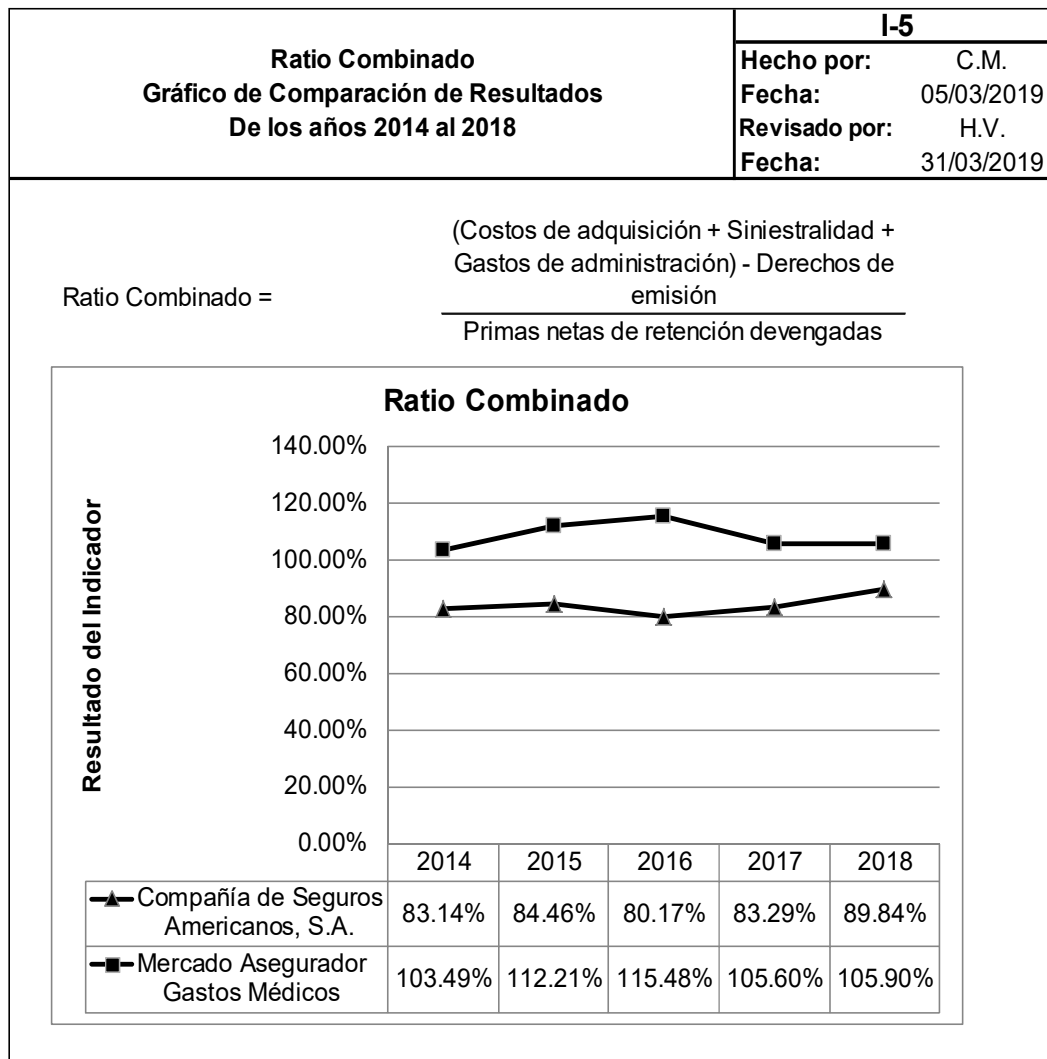 I-5
Ratio Combinado
Gráfico de Comparación de Resultados
De los años 2014 al 2018
Hecho por: C.M.
Fecha: 05/03/2019
Revisado por: H.V.
Fecha: 31/03/2019
Ratio Combinado =
(Costos de adquisición + Siniestralidad +
Gastos de administración) - Derechos de
emisión
Primas netas de retención devengadas
Ratio Combinado
Resultado del Indicador
140.00%
120.00%
100.00%
80.00%
60.00%
40.00%
20.00%
0.00%
2014 2015 2016 2017 2018
Compañía de Seguros
Americanos, S.A.
83.14% 84.46% 80.17% 83.29% 89.84%
Mercado Asegurador
Gastos Médicos
103.49% 112.21% 115.48% 105.60% 105.90%